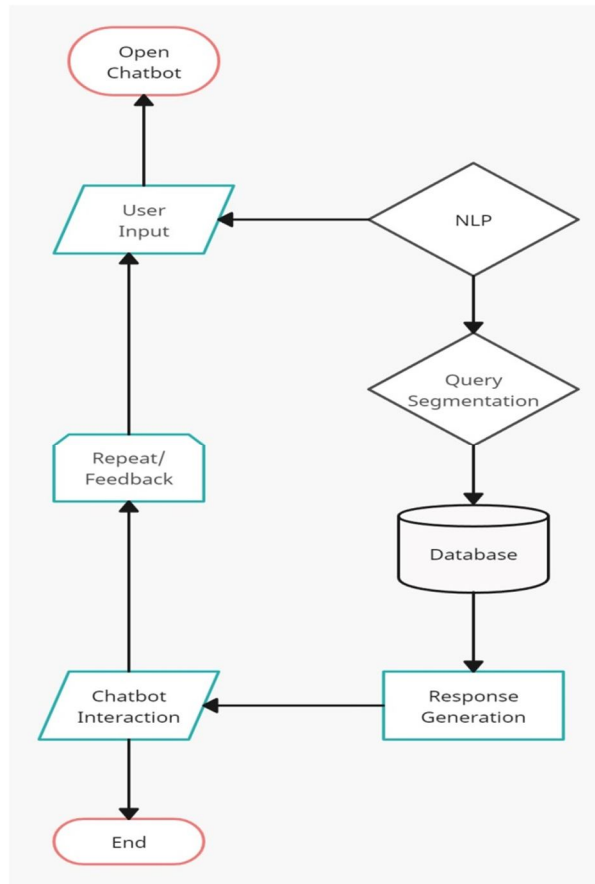 Open
Chatbot
User
Input
NLP
Query
Segmentation
Repeat/
Feedback
Database
Chatbot
Interaction
Response
Generation
End